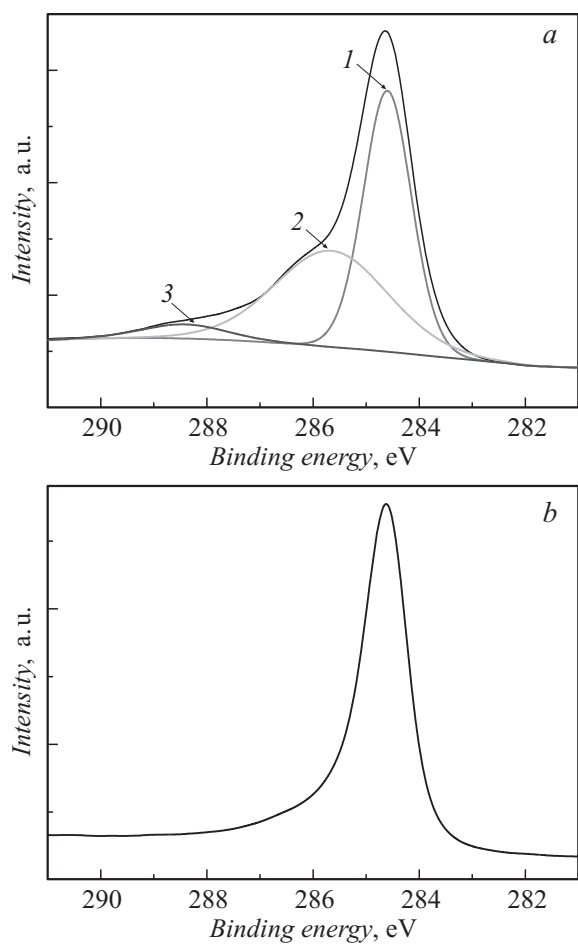 a
1
2
3
Intensity, a.u.
290 288 286 284 282
Binding energy, eV
b
Intensity, a.u.
290 288 286 284 282
Binding energy, eV